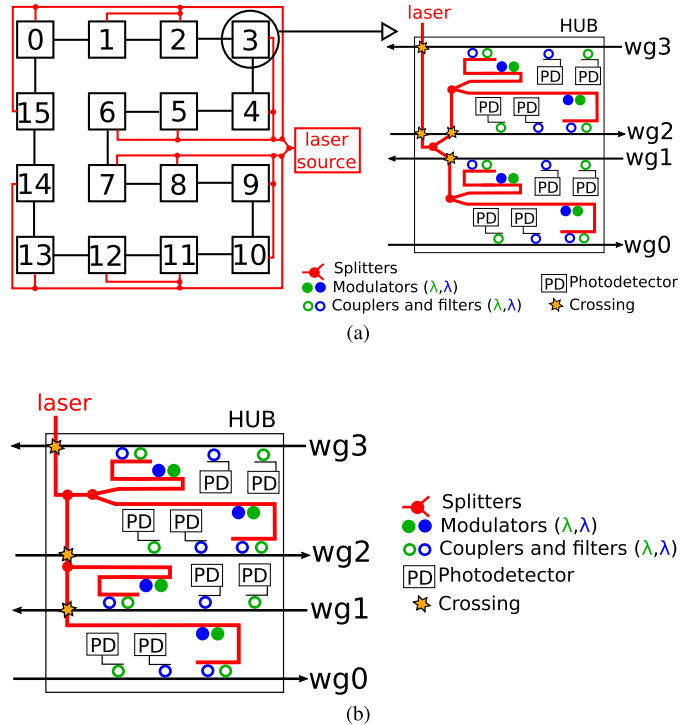 0 1 2 3
15 6 5 4
laser source
14 7 8 9
13 12 11 10
laser
HUB
wg3
PD PD
PD PD
wg2
wg1
PD PD
PD PD
wg0
Splitters
Modulators (λ,λ)
Couplers and filters (λ,λ)
PD Photodetector
Crossing
(a)
laser
HUB
wg3
PD PD
PD PD
wg2
PD PD
wg1
PD PD
wg0
Splitters
Modulators (λ,λ)
Couplers and filters (λ,λ)
PD Photodetector
Crossing
(b)